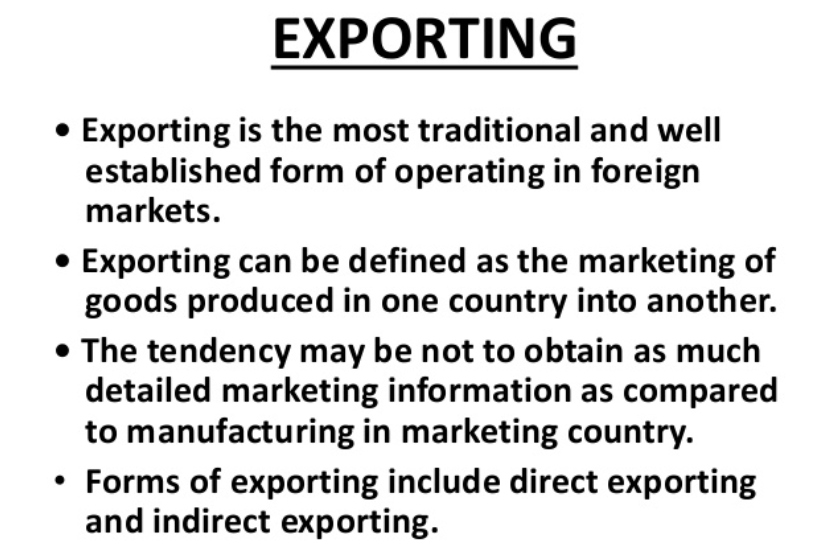 EXPORTING
• Exporting is the most traditional and well
established form of operating in foreign
markets.
• Exporting can be defined as the marketing of
goods produced in one country into another.
• The tendency may be not to obtain as much
detailed marketing information as compared
to manufacturing in marketing country.
• Forms of exporting include direct exporting
and indirect exporting.